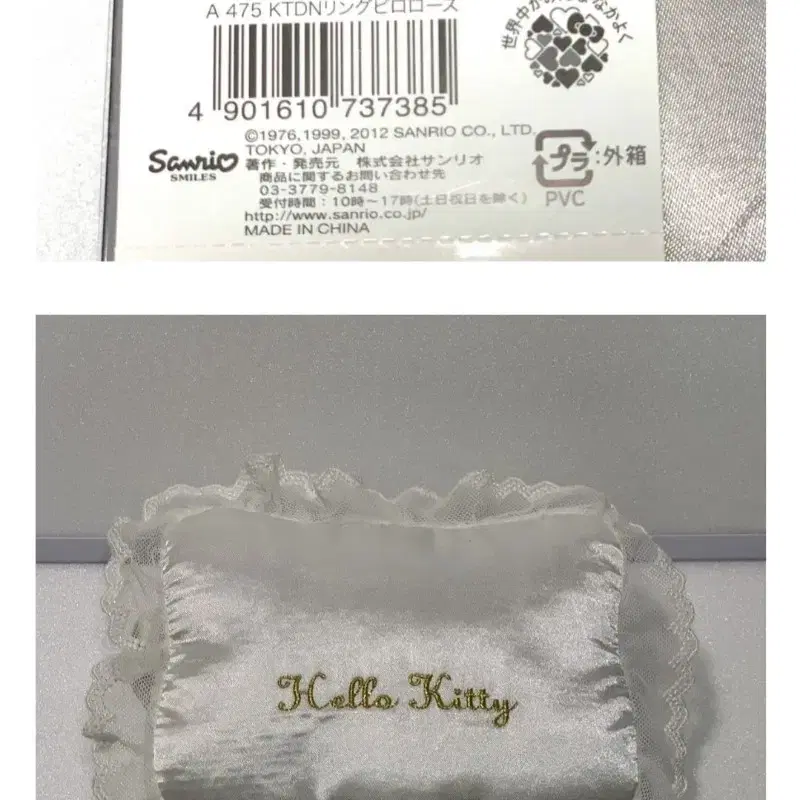 A 475 KTDNリングピロローズ
4 901610 737385
世界中がみんななかよく
©1976,1999, 2012 SANRIO CO., LTD.
TOKYO, JAPAN
Sanrio
SMILES
著作・発売元 株式会社サンリオ
商品に関するお問い合わせ先
03-3779-8148
受付時間：10時～17時(土日祝日を除く)
http://www.sanrio.co.jp/
MADE IN CHINA
プラ：外箱
PVC
Hello Kitty